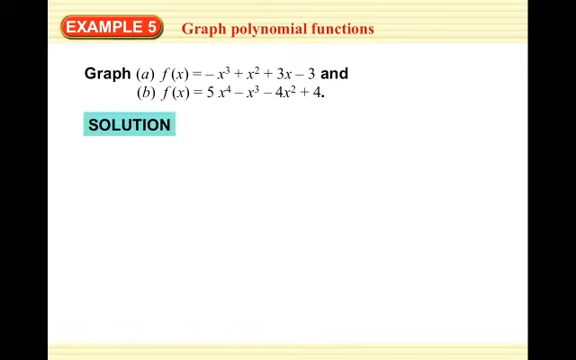 EXAMPLE 5 Graph polynomial functions
Graph (a) f (x) = – x³ + x² + 3x – 3 and
(b) f (x) = 5 x⁴ – x³ – 4x² + 4.
SOLUTION